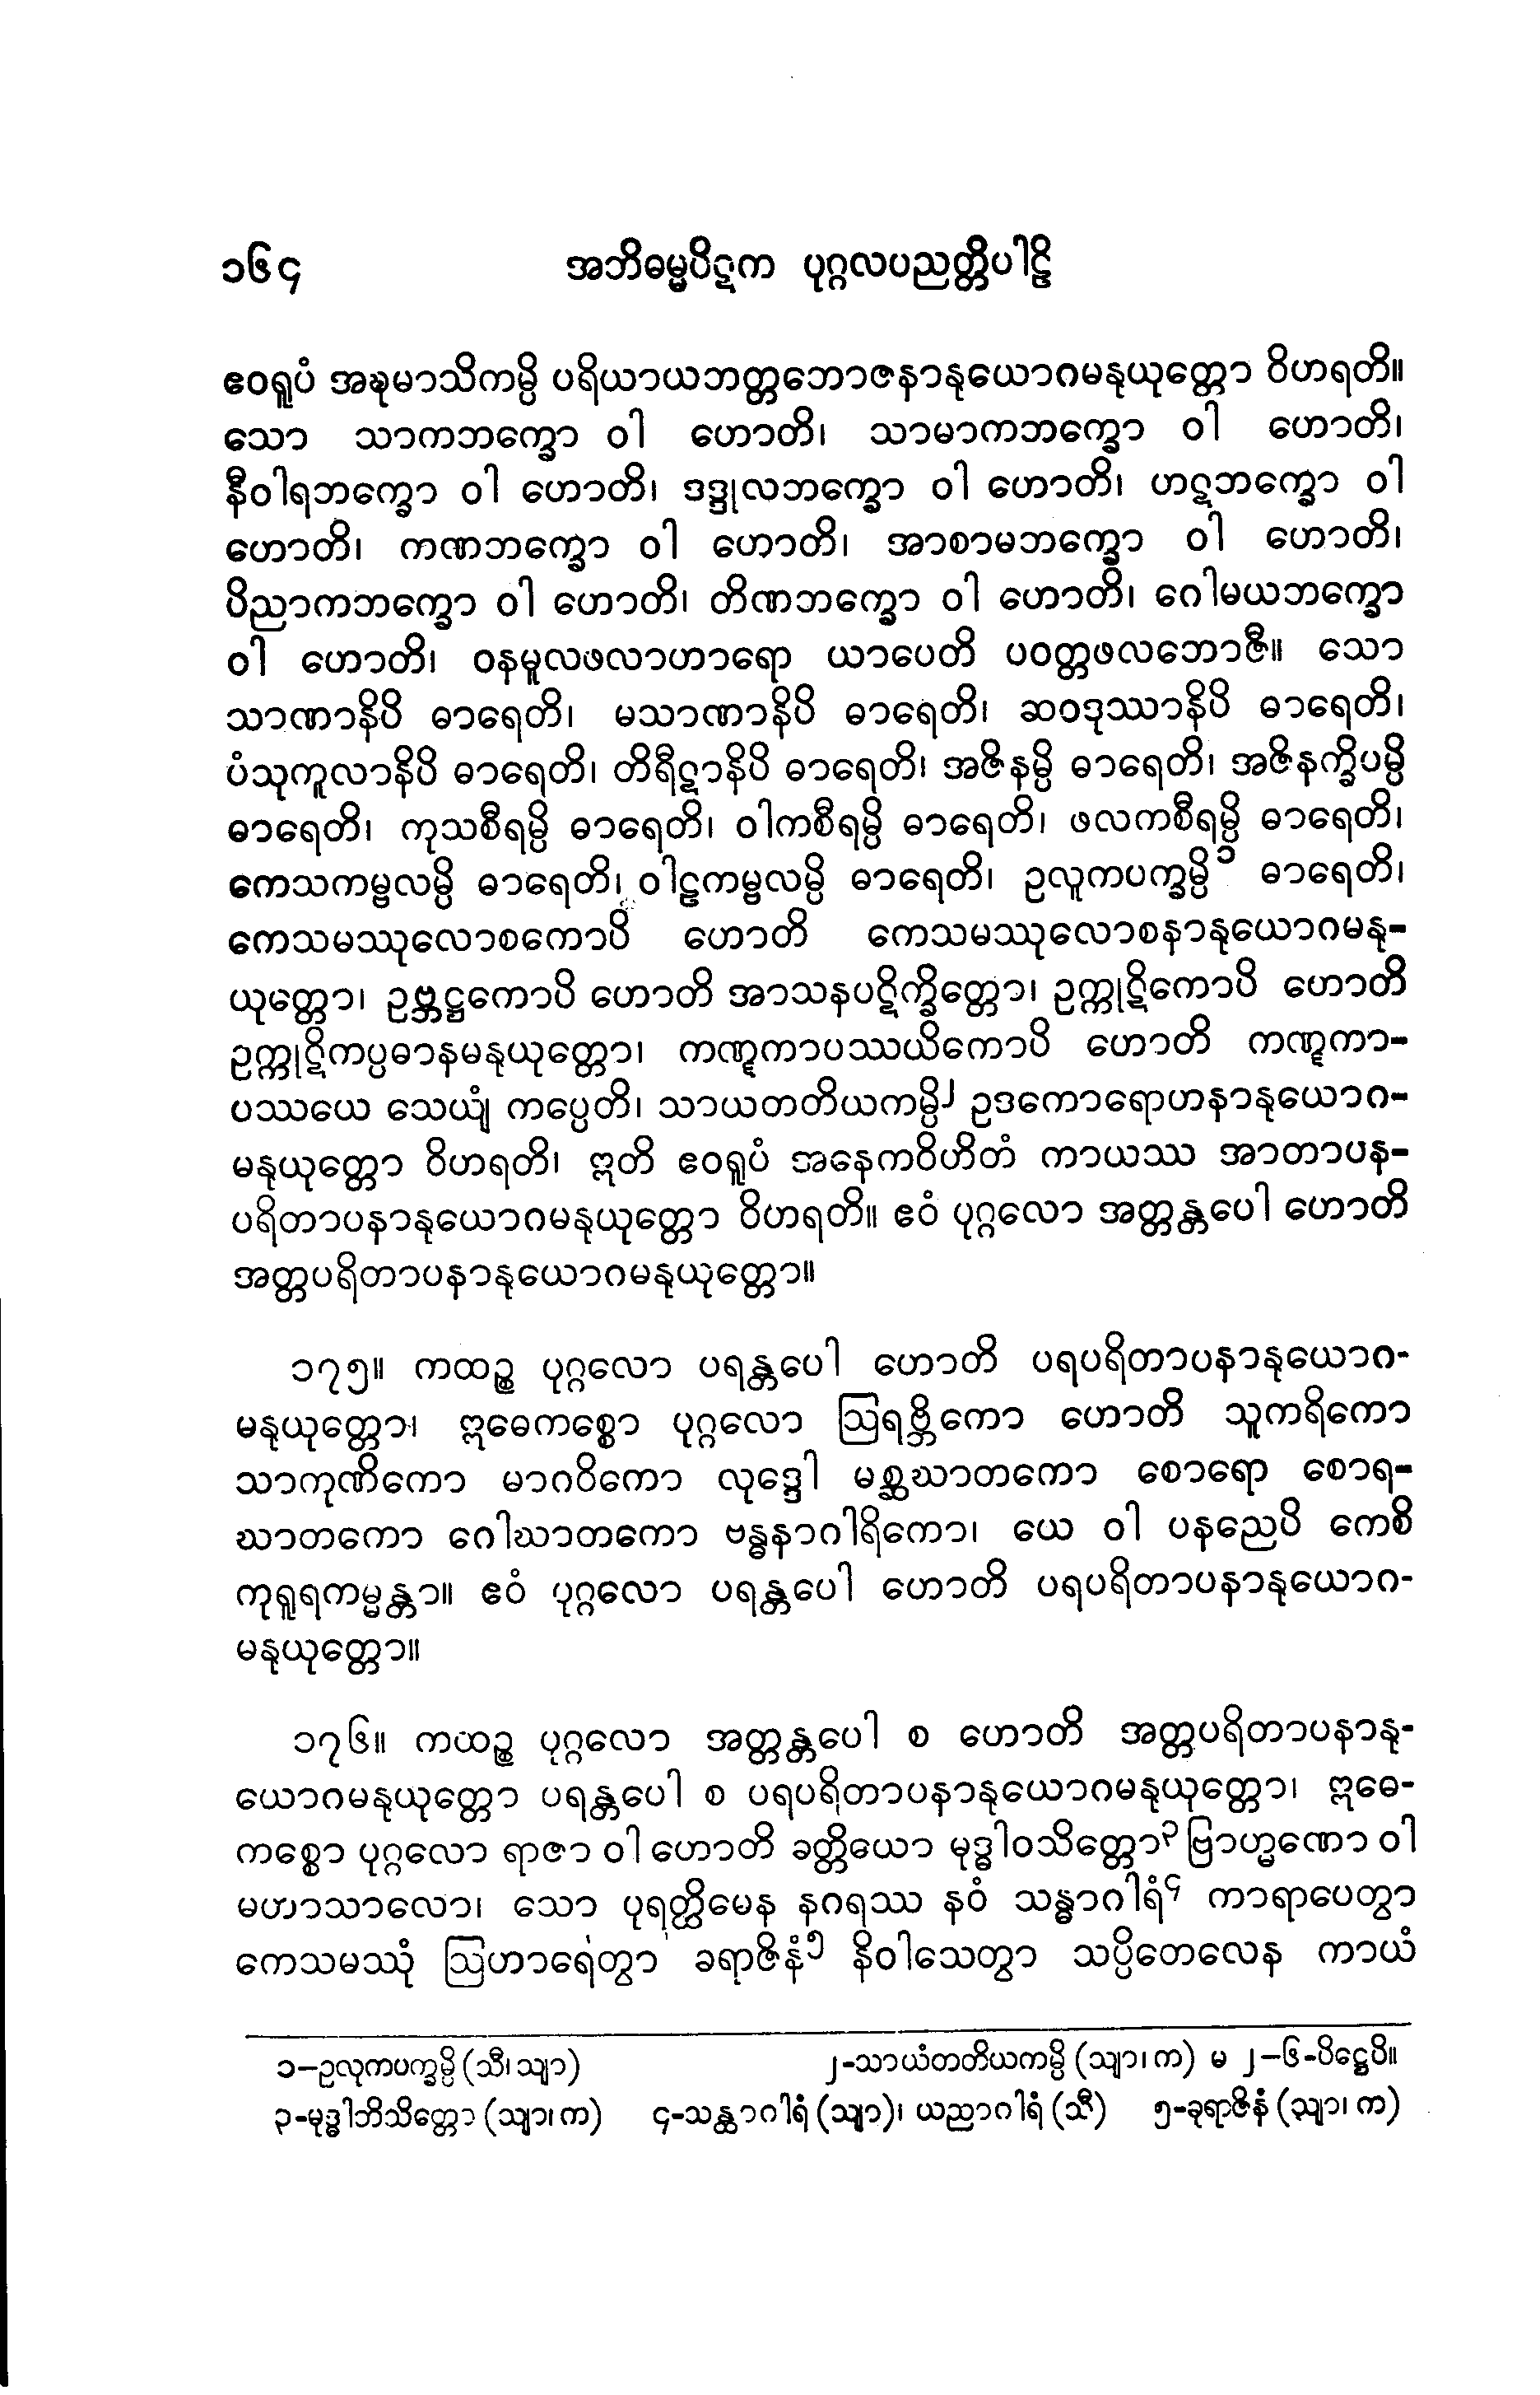 ၁၆၄ အဘိဓမ္မပိဋက ပုဂ္ဂလပညတ္တိပါဠိ
ဧဝရူပံ အဍ္ဎမာသိကမ္ပိ ပရိယာယဘတ္တဘောဇနာနုယောဂမနုယုတ္တော ဝိဟရတိ။
သော သာကဘက္ခော ဝါ ဟောတိ၊ သာမာကဘက္ခော ဝါ ဟောတိ၊
နီဝါရဘက္ခော ဝါ ဟောတိ၊ ဒဒ္ဒုလဘက္ခော ဝါ ဟောတိ၊ ဟဋဘက္ခော ဝါ
ဟောတိ၊ ကဏဘက္ခော ဝါ ဟောတိ၊ အာစာမဘက္ခော ဝါ ဟောတိ၊
ပိညာကဘက္ခော ဝါ ဟောတိ၊ တိဏဘက္ခော ဝါ ဟောတိ၊ ဂေါမယဘက္ခော
ဝါ ဟောတိ၊ ဝနမူလဖလာဟာရော ယာပေတိ ပဝတ္တဖလဘောဇီ။ သော
သာဏာနိပိ ဓာရေတိ၊ မသာဏာနိပိ ဓာရေတိ၊ ဆဝဒုဿာနိပိ ဓာရေတိ၊
ပံသုကူလာနိပိ ဓာရေတိ၊ တိရီဋာနိပိ ဓာရေတိ၊ အဇိနမ္ပိ ဓာရေတိ၊ အဇိနက္ခိပမ္ပိ
ဓာရေတိ၊ ကုသစီရမ္ပိ ဓာရေတိ၊ ဝါကစီရမ္ပိ ဓာရေတိ၊ ဖလကစီရမ္ပိ ဓာရေတိ၊
ကေသကမ္ဗလမ္ပိ ဓာရေတိ၊ ဝါဠကမ္ဗလမ္ပိ ဓာရေတိ၊ ဥလူကပက္ခမ္ပိ၁ ဓာရေတိ၊
ကေသမဿုလောစကောပိ ဟောတိ ကေသမဿုလောစနာနုယောဂမနု-
ယုတ္တော၊ ဥဗ္ဘဋ္ဌကောပိ ဟောတိ အာသနပဋိက္ခိတ္တော၊ ဥက္ကုဋိကောပိ ဟောတိ
ဥက္ကုဋိကပ္ပဓာနမနုယုတ္တော၊ ကဏ္ဋကာပဿယိကောပိ ဟောတိ ကဏ္ဋကာ-
ပဿယေ သေယျံ ကပ္ပေတိ၊ သာယတတိယကမ္ပိ၂ ဥဒကောရောဟနာနုယောဂ-
မနုယုတ္တော ဝိဟရတိ၊ ဣတိ ဧဝရူပံ အနေကဝိဟိတံ ကာယဿ အာတာပန-
ပရိတာပနာနုယောဂမနုယုတ္တော ဝိဟရတိ။ ဧဝံ ပုဂ္ဂလော အတ္တန္တပေါ ဟောတိ
အတ္တပရိတာပနာနုယောဂမနုယုတ္တော။
၁၇၅။ ကထဉ္စ ပုဂ္ဂလော ပရန္တပေါ ဟောတိ ပရပရိတာပနာနုယောဂ-
မနုယုတ္တော၊ ဣဓေကစ္စော ပုဂ္ဂလော ဩရဗ္ဘိကော ဟောတိ သူကရိကော
သာကုဏိကော မာဂဝိကော လုဒ္ဒေါ မစ္ဆဃာတကော စောရော စောရ-
ဃာတကော ဂေါဃာတကော ဗန္ဓနာဂါရိကော၊ ယေ ဝါ ပနညေပိ ကေစိ
ကုရူရကမ္မန္တာ။ ဧဝံ ပုဂ္ဂလော ပရန္တပေါ ဟောတိ ပရပရိတာပနာနုယောဂ-
မနုယုတ္တော။
၁၇၆။ ကထဉ္စ ပုဂ္ဂလော အတ္တန္တပေါ စ ဟောတိ အတ္တပရိတာပနာနု-
ယောဂမနုယုတ္တော ပရန္တပေါ စ ပရပရိတာပနာနုယောဂမနုယုတ္တော၊ ဣဓေ-
ကစ္စော ပုဂ္ဂလော ရာဇာ ဝါ ဟောတိ ခတ္တိယော မုဒ္ဓါဝသိတ္တော၃ ဗြာဟ္မဏော ဝါ
မဟာသာလော၊ သော ပုရတ္ထိမေန နဂရဿ နဝံ သန္ဓာဂါရံ၄ ကာရာပေတွာ
ကေသမဿုံ ဩဟာရေတွာ ခရာဇိနံ၅ နိဝါသေတွာ သပ္ပိတေလေန ကာယံ
၁-ဥလုကပက္ခမ္ပိ (သီ၊ သျာ) ၂-သာယံတတိယကမ္ပိ (သျာ၊ က) မ ၂-၆-ပိဋ္ဌေပိ။
၃-မုဒ္ဓါဘိသိတ္တော (သျာ၊ က) ၄-သန္ထာဂါရံ (သျာ)၊ ယညာဂါရံ (သီ) ၅-ခုရာဇိနံ (သျာ၊ က)